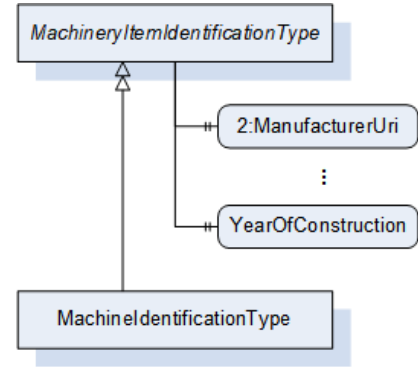 MachineryItemIdentificationType
2:ManufacturerUri
...
YearOfConstruction
MachineIdentificationType